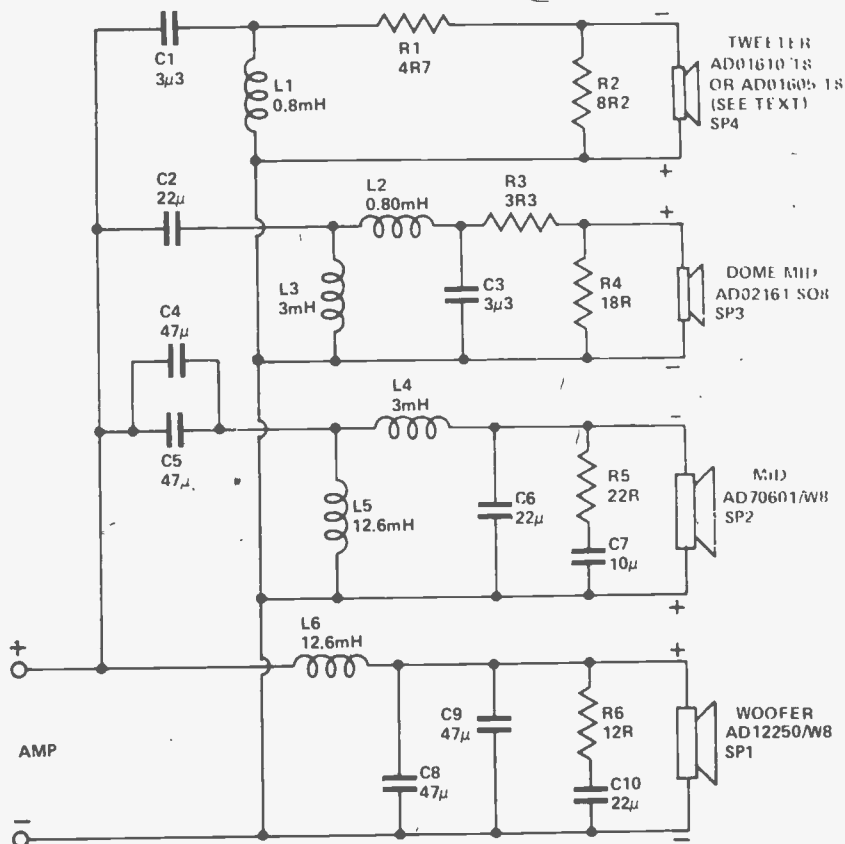 C1
3µ3
L1
0.8mH
R1
4R7
R2
8R2
−
TWEETER
AD01610 T8
OR AD01605 T8
(SEE TEXT)
SP4
+
C2
22µ
L2
0.80mH
R3
3R3
+
L3
3mH
C3
3µ3
R4
18R
DOME MID
AD02161 SO8
SP3
−
C4
47µ
C5
47µ
L4
3mH
−
L5
12.6mH
C6
22µ
R5
22R
C7
10µ
MID
AD70601/W8
SP2
+
L6
12.6mH
+
+
AMP
C8
47µ
C9
47µ
R6
12R
C10
22µ
WOOFER
AD12250/W8
SP1
−
−